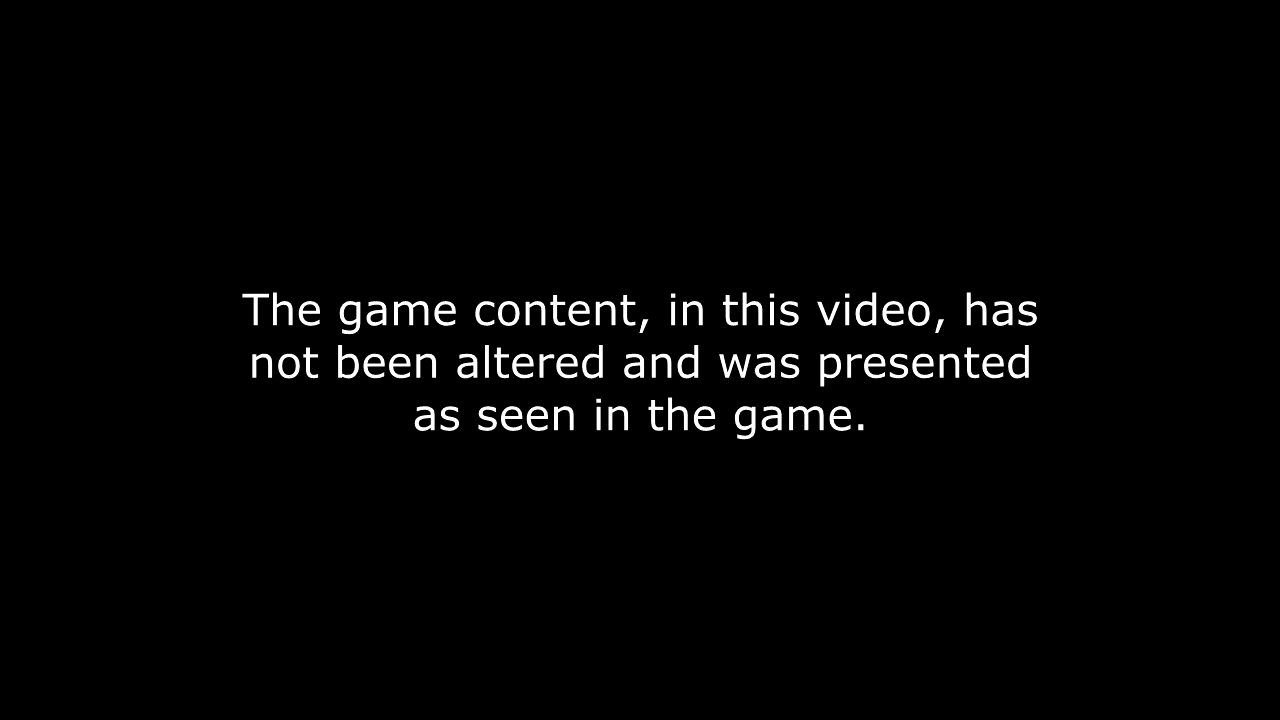 The game content, in this video, has
not been altered and was presented
as seen in the game.